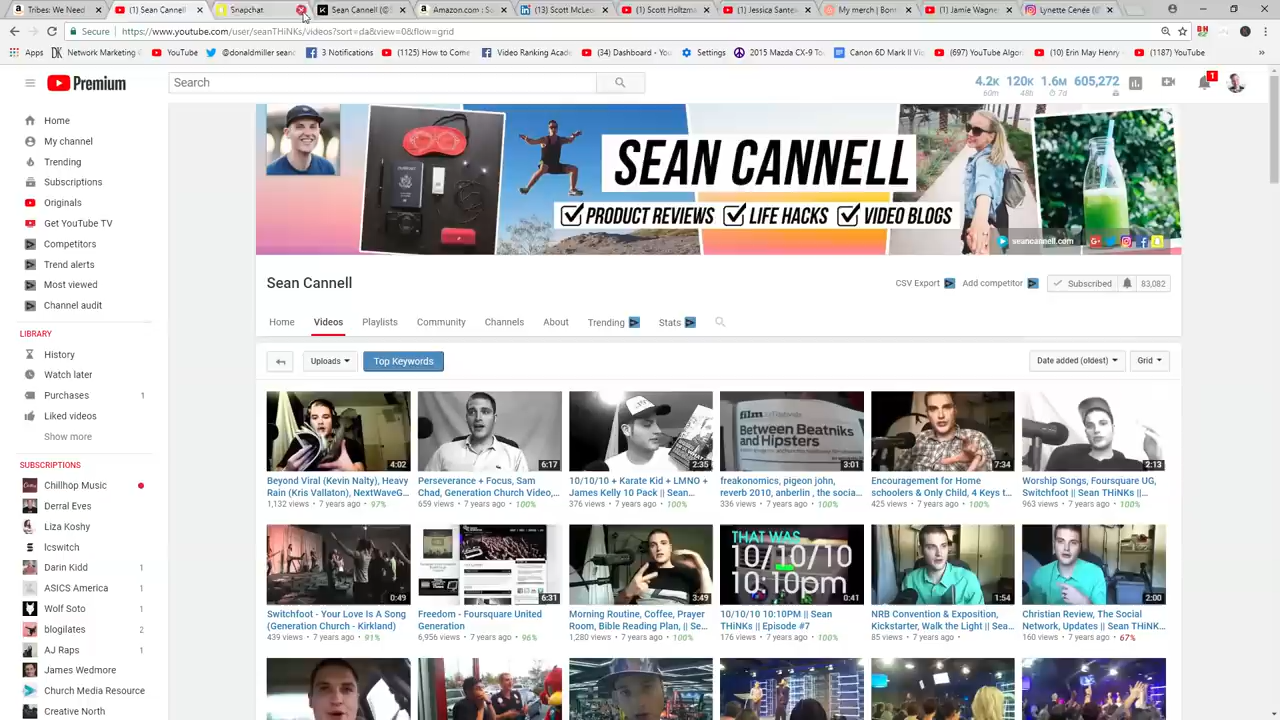 Tribes: We Need
(1) Sean Cannell
Snapchat
Sean Cannell (@
Amazon.com : So
(13) Scott McLeo
(1) Scott Holtzma
(1) Jessica Sante
My merch | Bon
(1) Jamie Wagner
Lynette Cenée (@
Secure
https://www.youtube.com/user/seanTHiNKs/videos?sort=da&view=0&flow=grid
Apps
Network Marketing
YouTube
@donaldmiller sean
3 Notifications
(1125) How to Come
Video Ranking Acade
(34) Dashboard - You
Settings
2015 Mazda CX-9 To
Canon 6D Mark II V
(697) YouTube Algor
(10) Erin May Henry
(1187) YouTube
Premium
Search
4.2K 120K 1.6M 605,272
60m 48h 7d
1
Home
My channel
Trending
Subscriptions
Originals
Get YouTube TV
Competitors
Trend alerts
Most viewed
Channel audit
LIBRARY
History
Watch later
Purchases 1
Liked videos
Show more
SUBSCRIPTIONS
Chillhop Music
Derral Eves
Liza Koshy
lcswitch
Darin Kidd 1
ASICS America 1
Wolf Soto 1
blogilates 2
AJ Raps 1
James Wedmore
Church Media Resource
Creative North
SEAN CANNELL
PRODUCT REVIEWS LIFE HACKS VIDEO BLOGS
seancannell.com
Sean Cannell
CSV Export
Add competitor
Subscribed 83,082
Home Videos Playlists Community Channels About Trending Stats
Uploads
Top Keywords
Date added (oldest)
Grid
4:02
6:17
2:35
film
Between Beatniks
and Hipsters
3:01
7:34
2:13
Beyond Viral (Kevin Nalty), Heavy
Rain (Kris Vallaton), NextWaveG...
1,132 views • 7 years ago • 97%
Perseverance + Focus, Sam
Chad, Generation Church Video,...
659 views • 7 years ago • 100%
10/10/10 + Karate Kid + LMNO +
James Kelly 10 Pack || Sean...
376 views • 7 years ago • 100%
freakonomics, pigeon john,
reverb 2010, anberlin , the socia...
336 views • 7 years ago • 100%
Encouragement for Home
schoolers & Only Child, 4 Keys t...
425 views • 7 years ago • 100%
Worship Songs, Foursquare UG,
Switchfoot || Sean THiNKs ||...
963 views • 7 years ago • 100%
0:49
6:31
3:49
THAT WAS
10/10/10
10:10pm
0:41
1:54
2:00
Switchfoot - Your Love Is A Song
(Generation Church - Kirkland)
439 views • 7 years ago • 91%
Freedom - Foursquare United
Generation
6,956 views • 7 years ago • 96%
Morning Routine, Coffee, Prayer
Room, Bible Reading Plan, || Se...
1,280 views • 7 years ago • 100%
10/10/10 10:10PM || Sean
THiNKs || Episode #7
176 views • 7 years ago • 100%
NRB Convention & Exposition,
Kickstarter, Walk the Light || Sea...
85 views • 7 years ago •
Christian Review, The Social
Network, Updates || Sean THiNK...
160 views • 7 years ago • 67%